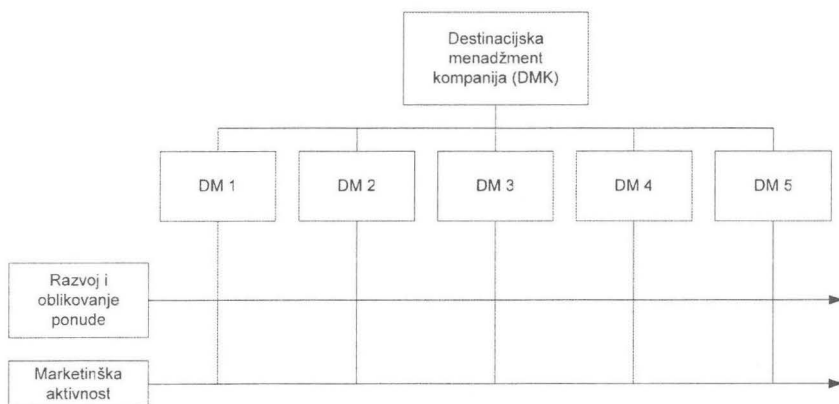 Destinacijska
menadžment
kompanija (DMK)
DM 1
DM 2
DM 3
DM 4
DM 5
Razvoj i
oblikovanje
ponude
Marketinška
aktivnost